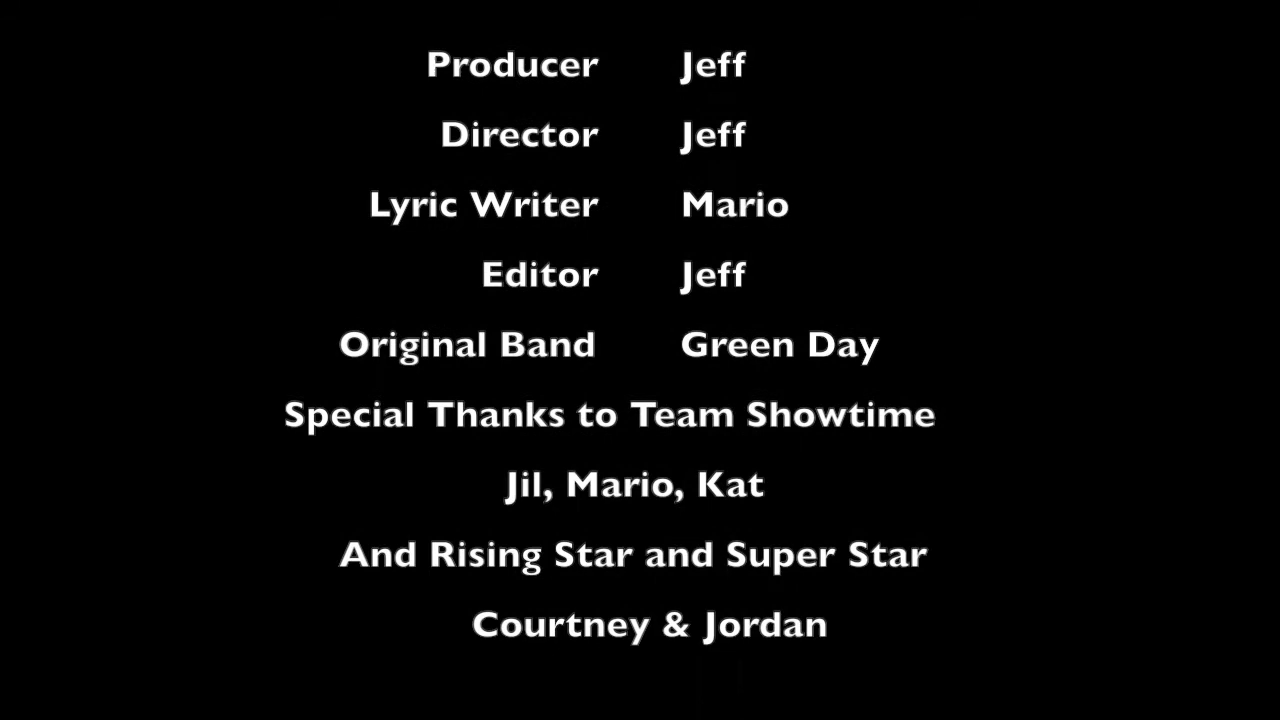 Producer Jeff
Director Jeff
Lyric Writer Mario
Editor Jeff
Original Band Green Day
Special Thanks to Team Showtime
Jil, Mario, Kat
And Rising Star and Super Star
Courtney & Jordan